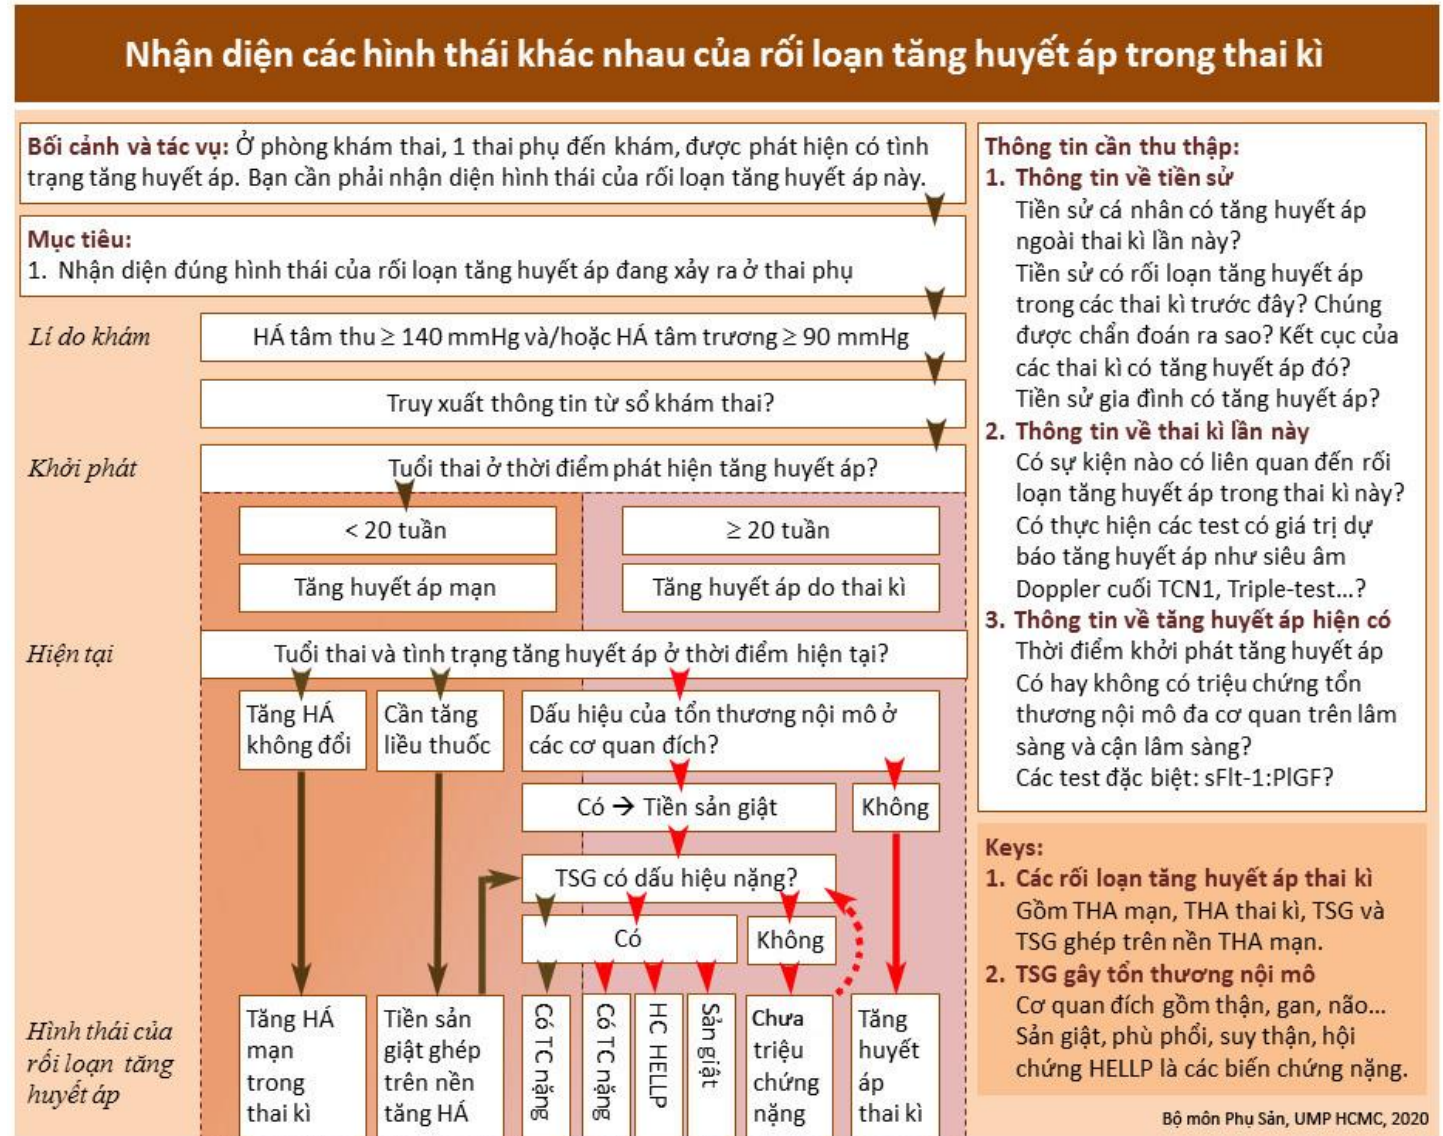 Nhận diện các hình thái khác nhau của rối loạn tăng huyết áp trong thai kì
Bối cảnh và tác vụ: Ở phòng khám thai, 1 thai phụ đến khám, được phát hiện có tình
trạng tăng huyết áp. Bạn cần phải nhận diện hình thái của rối loạn tăng huyết áp này.
Mục tiêu:
1. Nhận diện đúng hình thái của rối loạn tăng huyết áp đang xảy ra ở thai phụ
Lí do khám
HÁ tâm thu ≥ 140 mmHg và/hoặc HÁ tâm trương ≥ 90 mmHg
Truy xuất thông tin từ sổ khám thai?
Khởi phát
Tuổi thai ở thời điểm phát hiện tăng huyết áp?
< 20 tuần
≥ 20 tuần
Tăng huyết áp mạn
Tăng huyết áp do thai kì
Hiện tại
Tuổi thai và tình trạng tăng huyết áp ở thời điểm hiện tại?
Tăng HÁ
không đổi
Cần tăng
liều thuốc
Dấu hiệu của tổn thương nội mô ở
các cơ quan đích?
Có → Tiền sản giật
Không
TSG có dấu hiệu nặng?
Có
Không
Hình thái của
rối loạn tăng
huyết áp
Tăng HÁ
mạn
trong
thai kì
Tiền sản
giật ghép
trên nền
tăng HÁ
Có TC nặng
Có TC nặng
HC HELLP
Sản giật
Chưa
triệu
chứng
nặng
Tăng
huyết
áp
thai kì
Thông tin cần thu thập:
1. Thông tin về tiền sử
Tiền sử cá nhân có tăng huyết áp
ngoài thai kì lần này?
Tiền sử có rối loạn tăng huyết áp
trong các thai kì trước đây? Chúng
được chẩn đoán ra sao? Kết cục của
các thai kì có tăng huyết áp đó?
Tiền sử gia đình có tăng huyết áp?
2. Thông tin về thai kì lần này
Có sự kiện nào có liên quan đến rối
loạn tăng huyết áp trong thai kì này?
Có thực hiện các test có giá trị dự
báo tăng huyết áp như siêu âm
Doppler cuối TCN1, Triple-test...?
3. Thông tin về tăng huyết áp hiện có
Thời điểm khởi phát tăng huyết áp
Có hay không có triệu chứng tổn
thương nội mô đa cơ quan trên lâm
sàng và cận lâm sàng?
Các test đặc biệt: sFlt-1:PlGF?
Keys:
1. Các rối loạn tăng huyết áp thai kì
Gồm THA mạn, THA thai kì, TSG và
TSG ghép trên nền THA mạn.
2. TSG gây tổn thương nội mô
Cơ quan đích gồm thận, gan, não...
Sản giật, phù phổi, suy thận, hội
chứng HELLP là các biến chứng nặng.
Bộ môn Phụ Sản, UMP HCMC, 2020